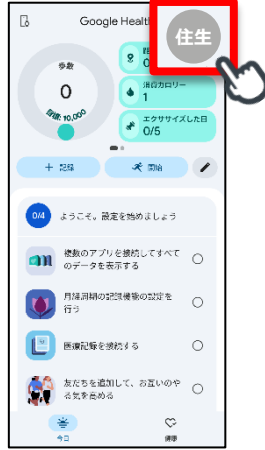 Google Health
住生
歩数
0
目標: 10,000
0
消費カロリー
1
エクササイズした日
0/5
+ 記録
開始
0/4
ようこそ。設定を始めましょう
複数のアプリを接続してすべて
のデータを表示する
月経周期の記録機能の設定を
行う
医療記録を接続する
友だちを追加して、お互いのや
る気を高める
今日
健康